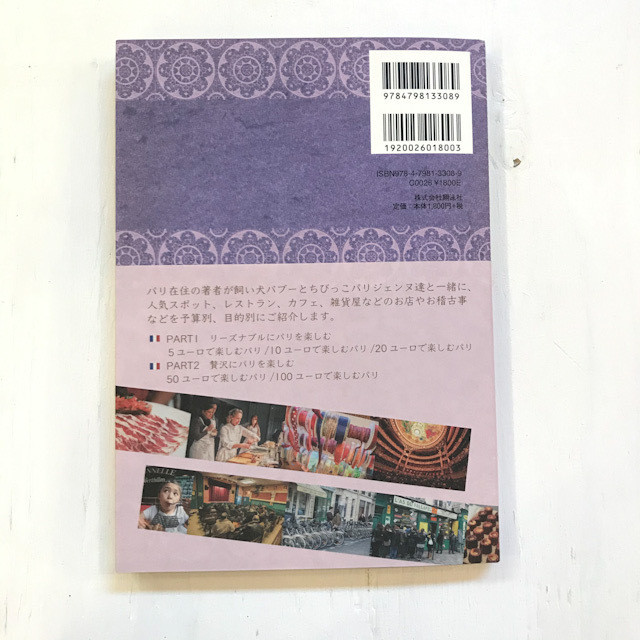 9784798133089
1920026018003
ISBN978-4-7981-3308-9
C0026 ¥1800E
株式会社翔泳社
定価：本体1,800円+税
パリ在住の著者が飼い犬バブーとちびっこパリジェンヌ達と一緒に、
人気スポット、レストラン、カフェ、雑貨屋などのお店やお稽古事
などを予算別、目的別にご紹介します。
PART1 リーズナブルにパリを楽しむ
5ユーロで楽しむパリ/10ユーロで楽しむパリ/20ユーロで楽しむパリ
PART2 贅沢にパリを楽しむ
50ユーロで楽しむパリ/100ユーロで楽しむパリ